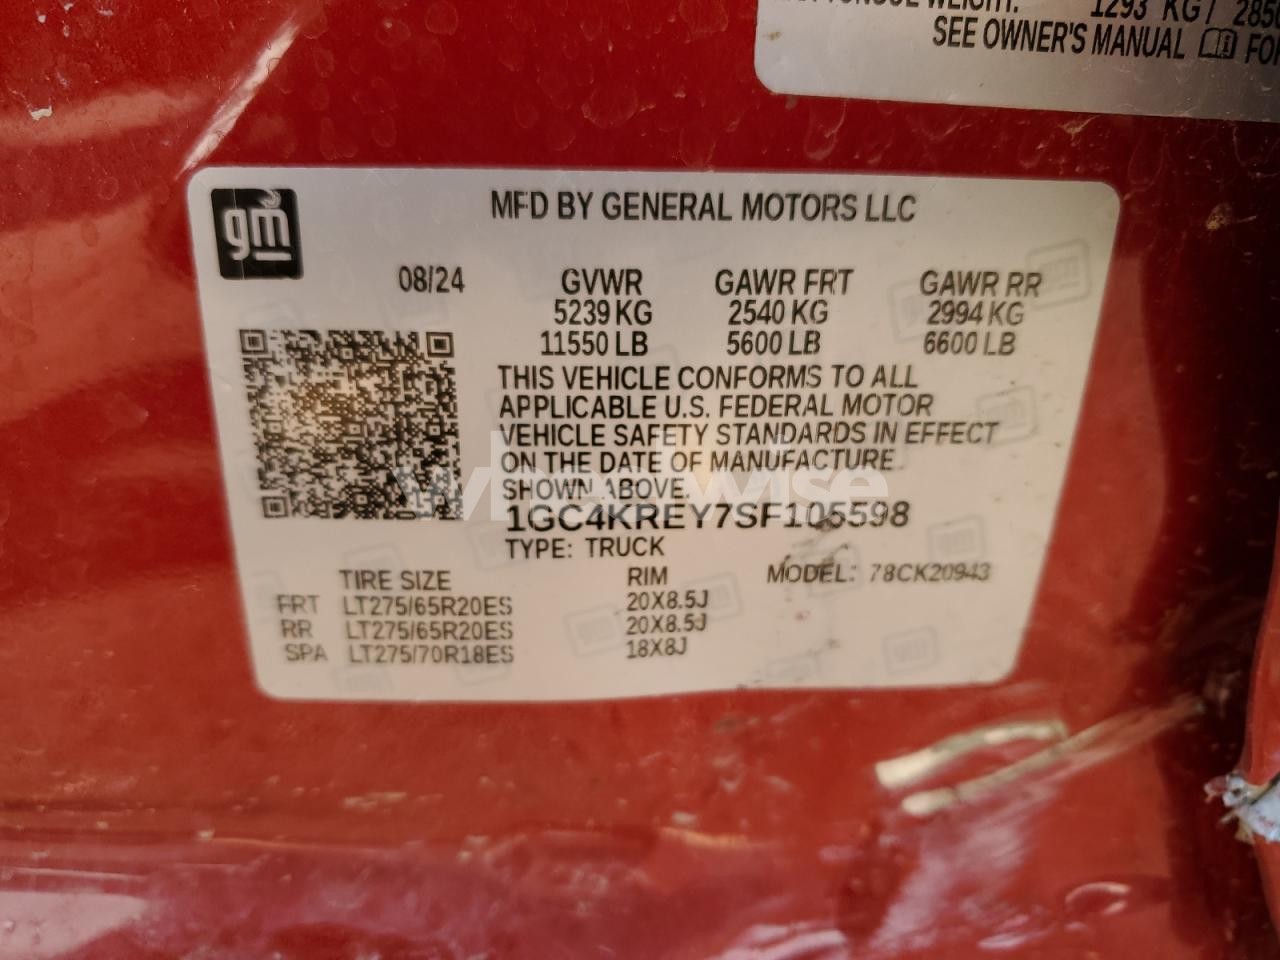 1293 KG /
SEE OWNER'S MANUAL
gm
MFD BY GENERAL MOTORS LLC
08/24 GVWR GAWR FRT GAWR RR
5239 KG 2540 KG 2994 KG
11550 LB 5600 LB 6600 LB
THIS VEHICLE CONFORMS TO ALL
APPLICABLE U.S. FEDERAL MOTOR
VEHICLE SAFETY STANDARDS IN EFFECT
ON THE DATE OF MANUFACTURE
SHOWN ABOVE.
1GC4KREY7SF105598
TYPE: TRUCK
TIRE SIZE RIM MODEL: 78CK20943
FRT LT275/65R20ES 20X8.5J
RR LT275/65R20ES 20X8.5J
SPA LT275/70R18ES 18X8J